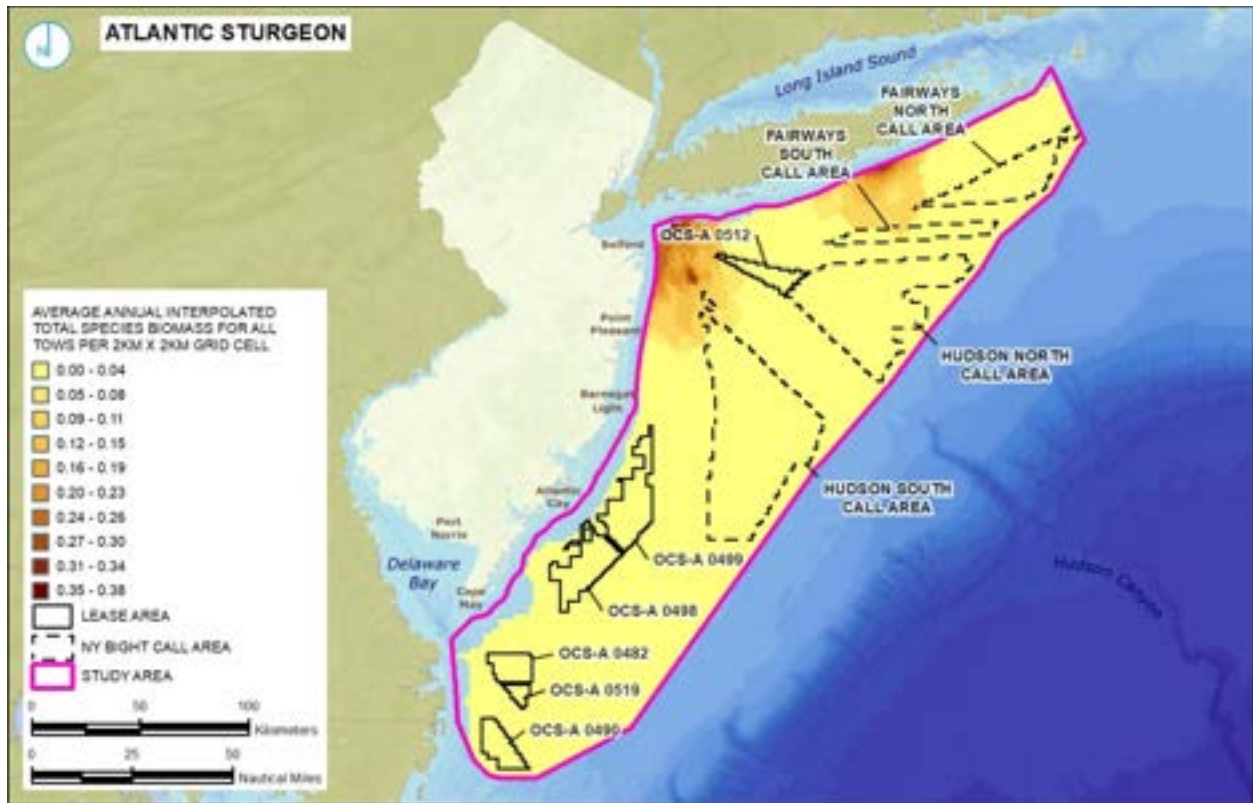 N
ATLANTIC STURGEON
Long Island Sound
FAIRWAYS
NORTH
CALL AREA
FAIRWAYS
SOUTH
CALL AREA
OCS-A 0512
Belford
Point
Pleasant
HUDSON NORTH
CALL AREA
Barnegat
Light
HUDSON SOUTH
CALL AREA
Atlantic
City
Port
Norris
OCS-A 0499
Delaware
Bay
Hudson Canyon
Cape
May
OCS-A 0498
OCS-A 0482
OCS-A 0519
OCS-A 0490
AVERAGE ANNUAL INTERPOLATED
TOTAL SPECIES BIOMASS FOR ALL
TOWS PER 2KM X 2KM GRID CELL
0.00 - 0.04
0.05 - 0.08
0.09 - 0.11
0.12 - 0.15
0.16 - 0.19
0.20 - 0.23
0.24 - 0.26
0.27 - 0.30
0.31 - 0.34
0.35 - 0.38
LEASE AREA
NY BIGHT CALL AREA
STUDY AREA
0 50 100
Kilometers
0 25 50
Nautical Miles